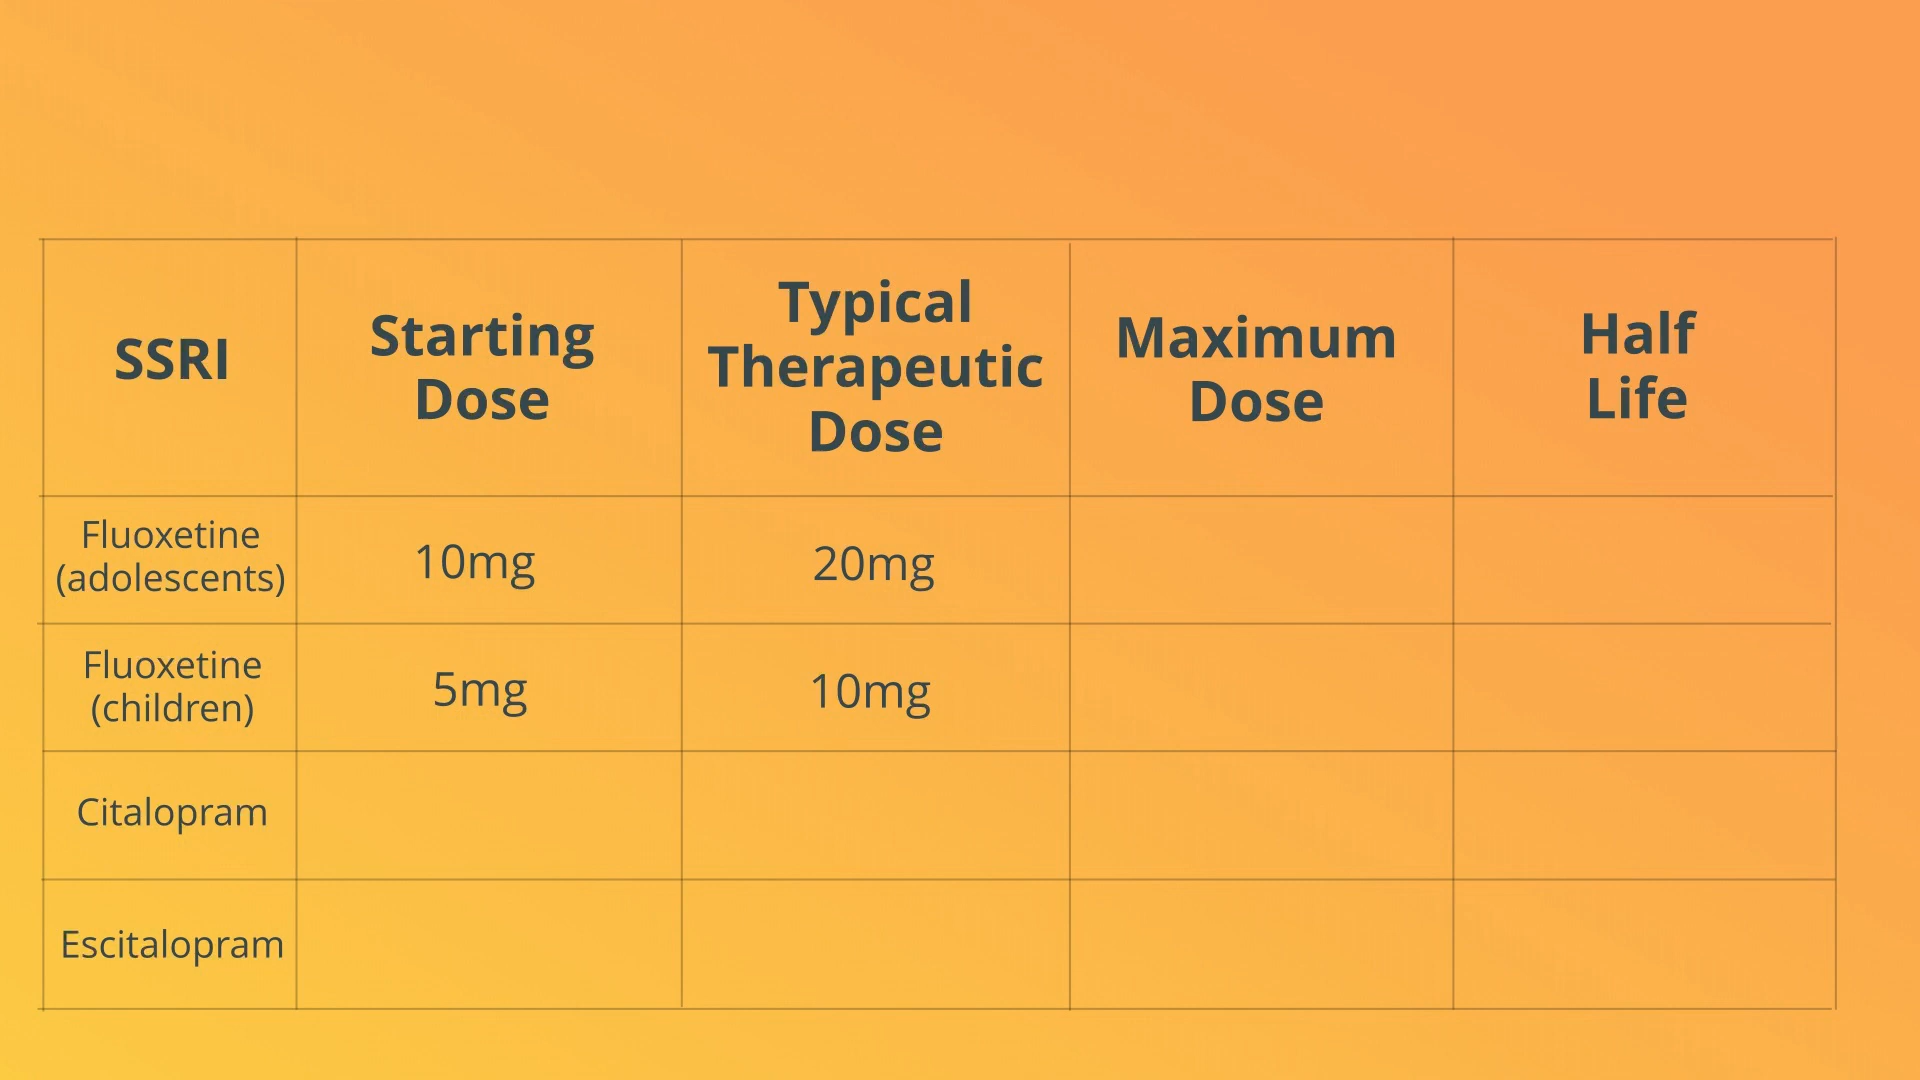 SSRI
Starting
Dose
Typical
Therapeutic
Dose
Maximum
Dose
Half
Life
Fluoxetine
(adolescents)
10mg
20mg
Fluoxetine
(children)
5mg
10mg
Citalopram
Escitalopram